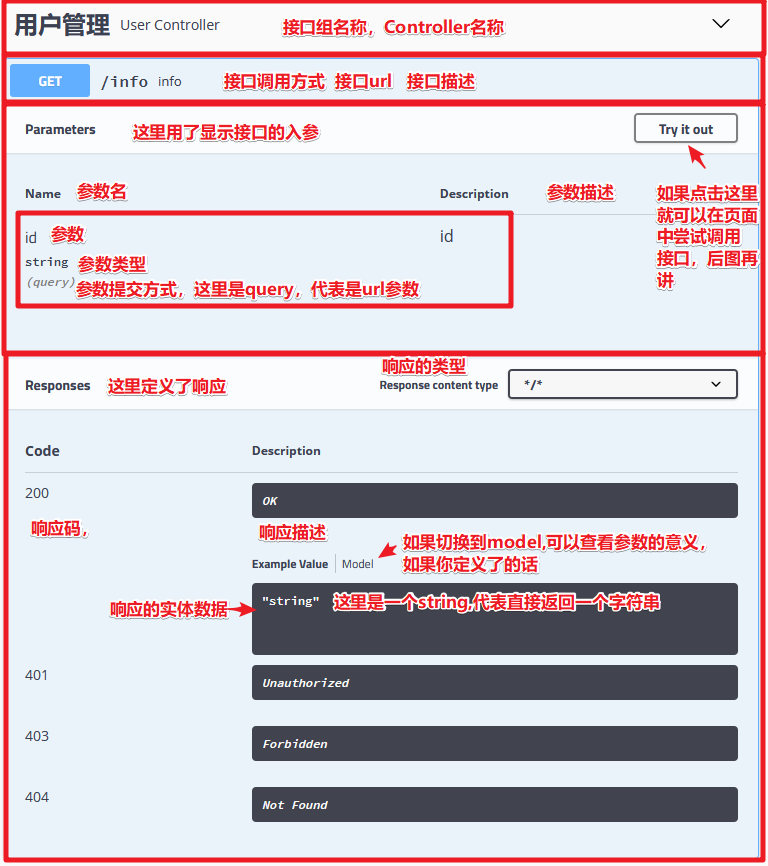 用户管理 User Controller 接口组名称，Controller名称
GET /info info 接口调用方式 接口url 接口描述
Parameters 这里用了显示接口的入参 Try it out
Name 参数名 Description 参数描述
如果点击这里
就可以在页面
中尝试调用
接口，后图再
讲
id 参数 id
string 参数类型
(query) 参数提交方式，这里是query，代表是url参数
响应的类型
Responses 这里定义了响应 Response content type */*
Code Description
200 OK
响应码， 响应描述
如果切换到model,可以查看参数的意义，
如果你定义了的话
Example Value Model
响应的实体数据 "string" 这里是一个string,代表直接返回一个字符串
401 Unauthorized
403 Forbidden
404 Not Found